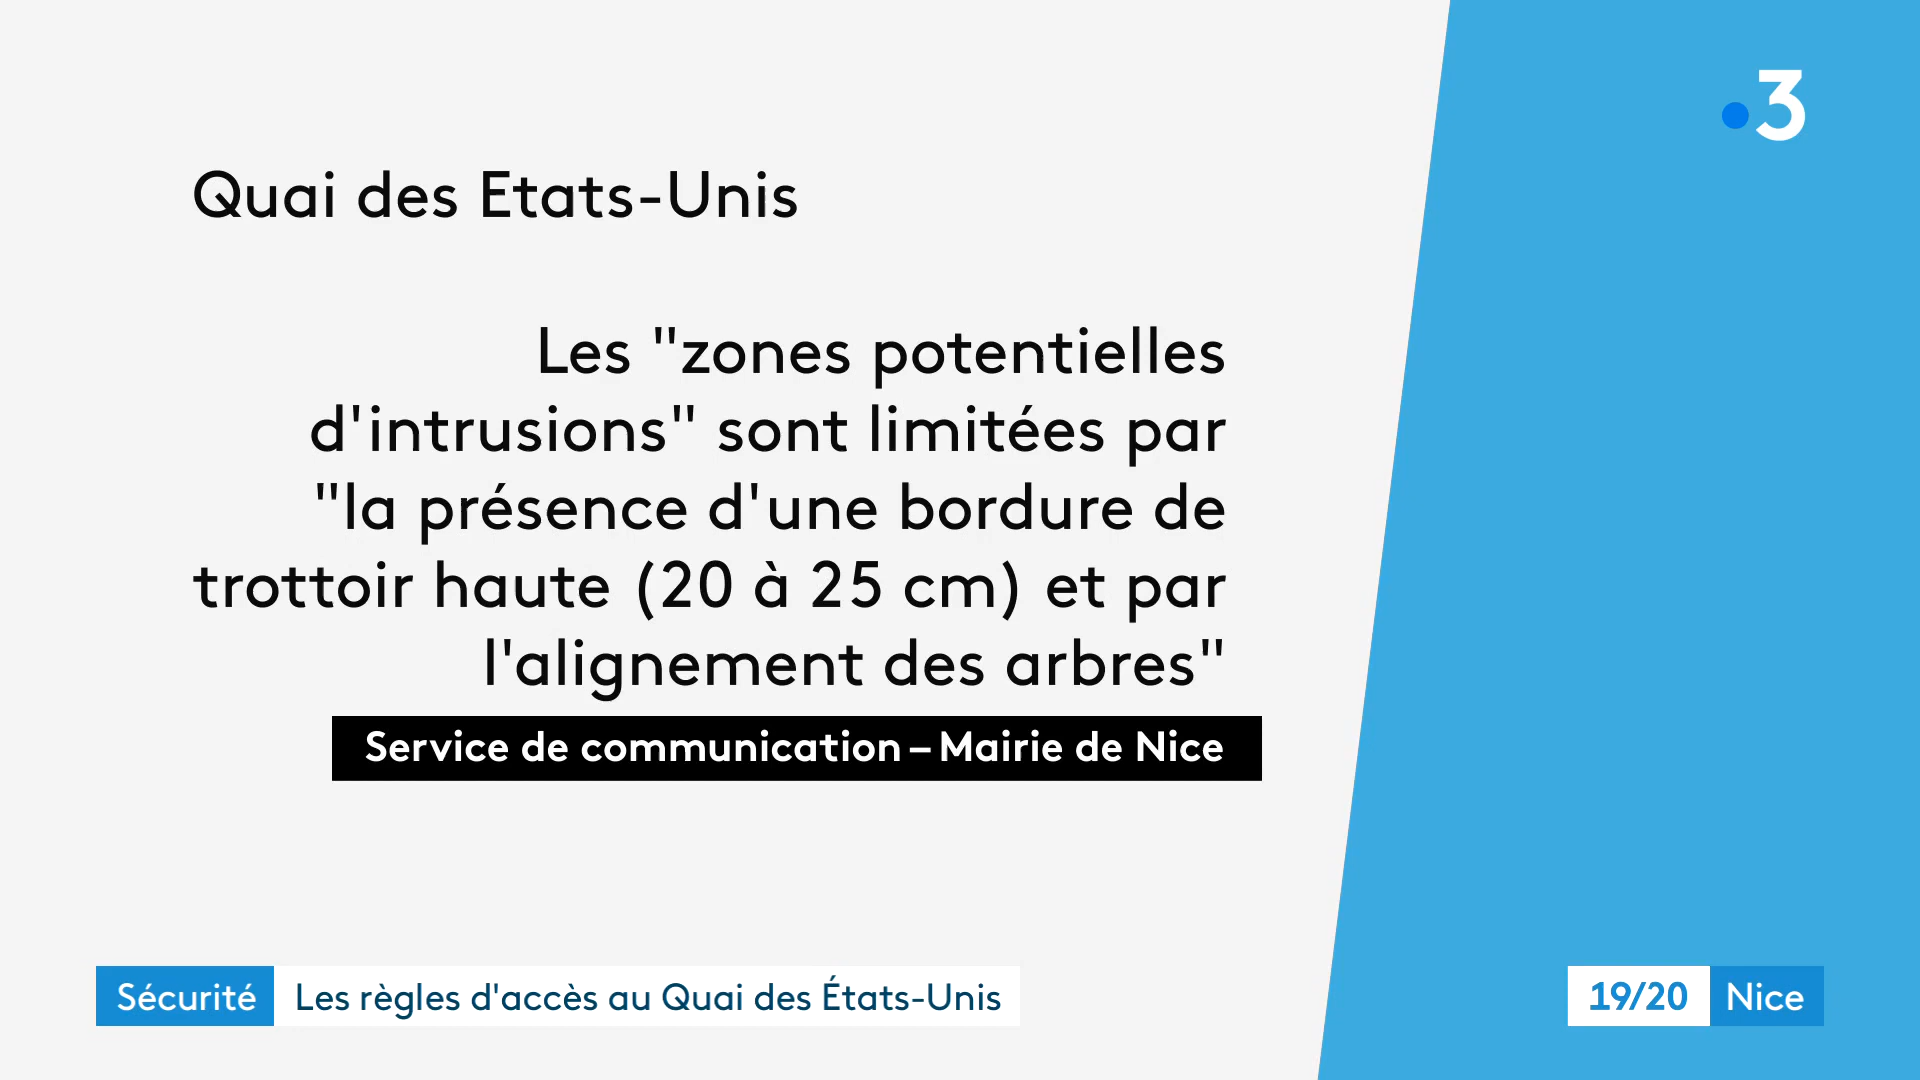 3
Quai des Etats-Unis
Les "zones potentielles
d'intrusions" sont limitées par
"la présence d'une bordure de
trottoir haute (20 à 25 cm) et par
l'alignement des arbres"
Service de communication – Mairie de Nice
Sécurité Les règles d'accès au Quai des États-Unis
19/20 Nice